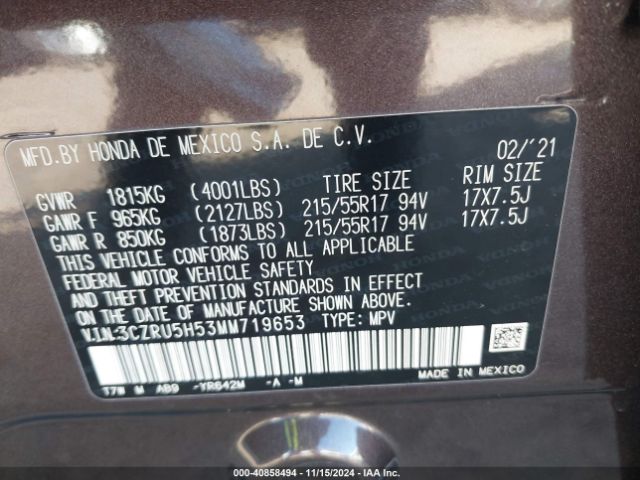 MFD.BY HONDA DE MEXICO S.A. DE C.V. 02/'21
GVWR 1815KG (4001LBS) TIRE SIZE RIM SIZE
GAWR F 965KG (2127LBS) 215/55R17 94V 17X7.5J
GAWR R 850KG (1873LBS) 215/55R17 94V 17X7.5J
THIS VEHICLE CONFORMS TO ALL APPLICABLE
FEDERAL MOTOR VEHICLE SAFETY
AND THEFT PREVENTION STANDARDS IN EFFECT
ON THE DATE OF MANUFACTURE SHOWN ABOVE.
V.I.N:3CZRU5H53MM719653 TYPE: MPV
MADE IN MEXICO
-YR642M -A -M
000-40858494 - 11/15/2024 - IAA Inc.